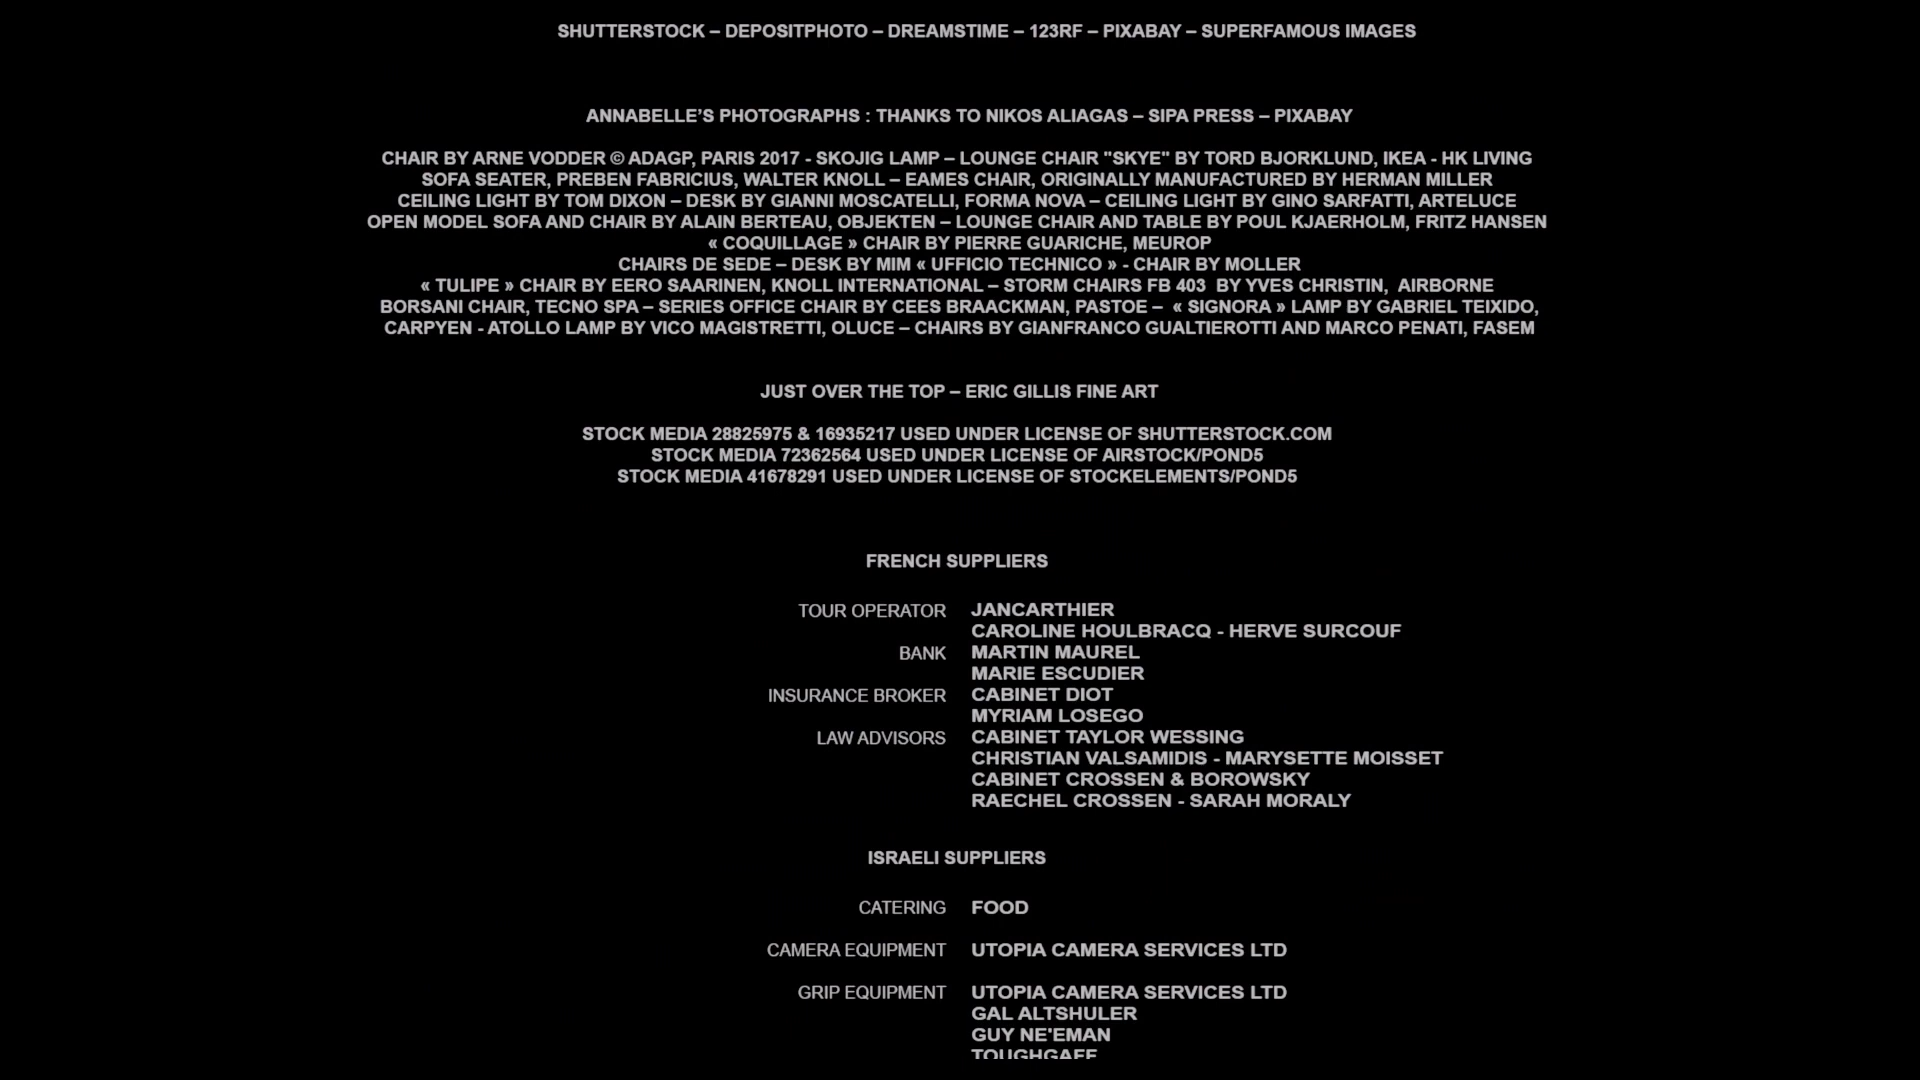 SHUTTERSTOCK – DEPOSITPHOTO – DREAMSTIME – 123RF – PIXABAY – SUPERFAMOUS IMAGES
ANNABELLE’S PHOTOGRAPHS : THANKS TO NIKOS ALIAGAS – SIPA PRESS – PIXABAY
CHAIR BY ARNE VODDER © ADAGP, PARIS 2017 - SKOJIG LAMP – LOUNGE CHAIR "SKYE" BY TORD BJORKLUND, IKEA - HK LIVING
SOFA SEATER, PREBEN FABRICIUS, WALTER KNOLL – EAMES CHAIR, ORIGINALLY MANUFACTURED BY HERMAN MILLER
CEILING LIGHT BY TOM DIXON – DESK BY GIANNI MOSCATELLI, FORMA NOVA – CEILING LIGHT BY GINO SARFATTI, ARTELUCE
OPEN MODEL SOFA AND CHAIR BY ALAIN BERTEAU, OBJEKTEN – LOUNGE CHAIR AND TABLE BY POUL KJAERHOLM, FRITZ HANSEN
« COQUILLAGE » CHAIR BY PIERRE GUARICHE, MEUROP
CHAIRS DE SEDE – DESK BY MIM « UFFICIO TECHNICO » - CHAIR BY MOLLER
« TULIPE » CHAIR BY EERO SAARINEN, KNOLL INTERNATIONAL – STORM CHAIRS FB 403 BY YVES CHRISTIN, AIRBORNE
BORSANI CHAIR, TECNO SPA – SERIES OFFICE CHAIR BY CEES BRAACKMAN, PASTOE – « SIGNORA » LAMP BY GABRIEL TEIXIDO,
CARPYEN - ATOLLO LAMP BY VICO MAGISTRETTI, OLUCE – CHAIRS BY GIANFRANCO GUALTIEROTTI AND MARCO PENATI, FASEM
JUST OVER THE TOP – ERIC GILLIS FINE ART
STOCK MEDIA 28825975 & 16935217 USED UNDER LICENSE OF SHUTTERSTOCK.COM
STOCK MEDIA 72362564 USED UNDER LICENSE OF AIRSTOCK/POND5
STOCK MEDIA 41678291 USED UNDER LICENSE OF STOCKELEMENTS/POND5
FRENCH SUPPLIERS
TOUR OPERATOR JANCARTHIER
CAROLINE HOULBRACQ - HERVE SURCOUF
BANK MARTIN MAUREL
MARIE ESCUDIER
INSURANCE BROKER CABINET DIOT
MYRIAM LOSEGO
LAW ADVISORS CABINET TAYLOR WESSING
CHRISTIAN VALSAMIDIS - MARYSETTE MOISSET
CABINET CROSSEN & BOROWSKY
RAECHEL CROSSEN - SARAH MORALY
ISRAELI SUPPLIERS
CATERING FOOD
CAMERA EQUIPMENT UTOPIA CAMERA SERVICES LTD
GRIP EQUIPMENT UTOPIA CAMERA SERVICES LTD
GAL ALTSHULER
GUY NE'EMAN